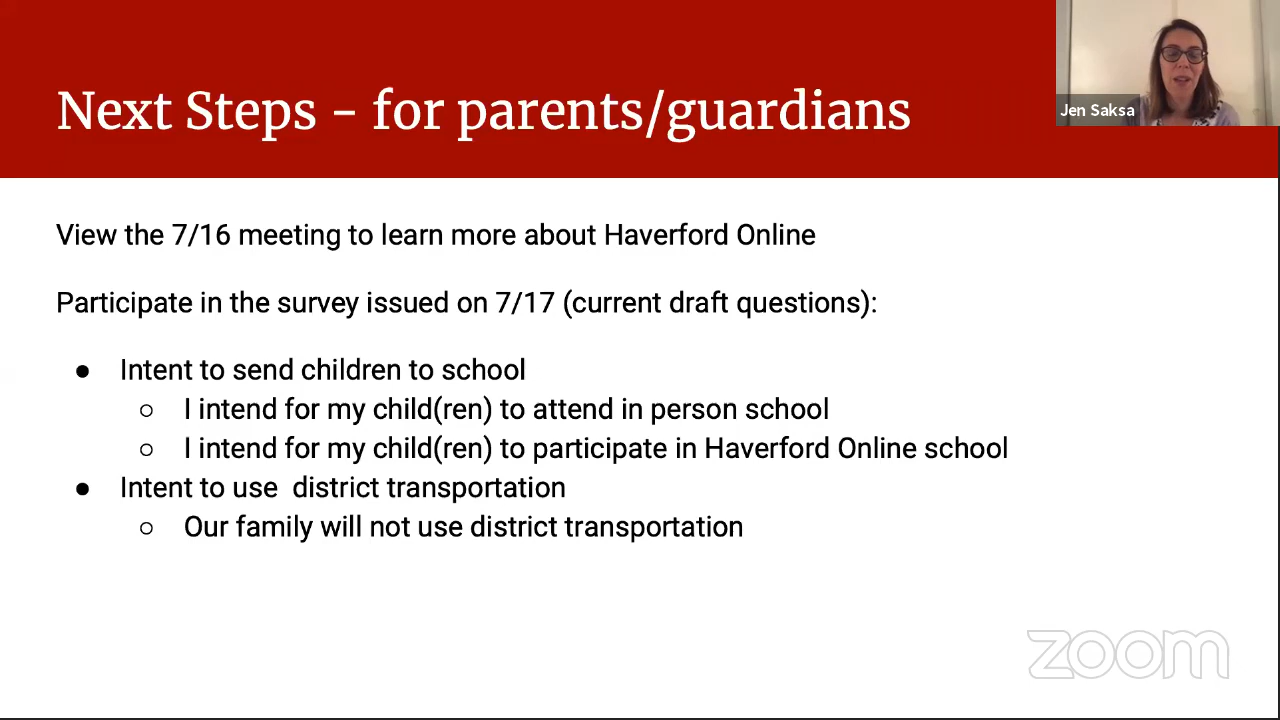 Next Steps - for parents/guardians
Jen Saksa
View the 7/16 meeting to learn more about Haverford Online
Participate in the survey issued on 7/17 (current draft questions):
● Intent to send children to school
○ I intend for my child(ren) to attend in person school
○ I intend for my child(ren) to participate in Haverford Online school
● Intent to use  district transportation
○ Our family will not use district transportation
zoom